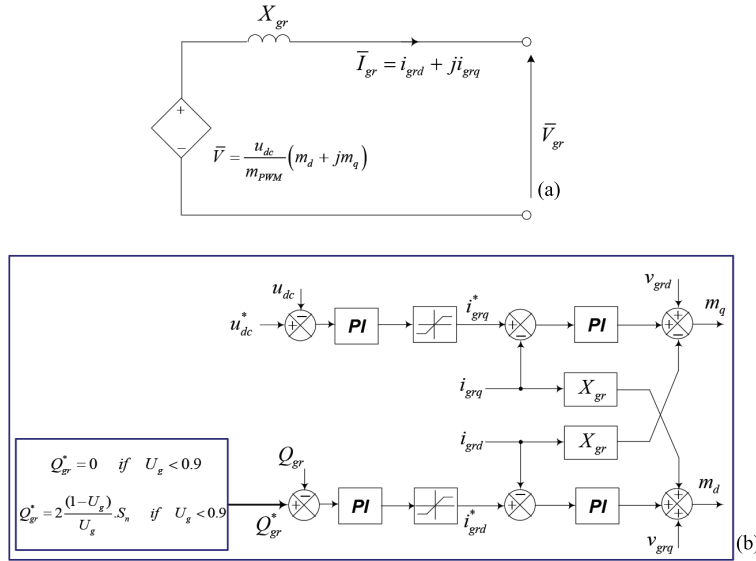 X_gr
I̅_gr = i_grd + ji_grq
+
−
V̅ = u_dc/m_PWM (m_d + jm_q)
V̅_gr
(a)
u_dc
v_grd
u*_dc
+ −
PI
i*_grq
+ −
PI
+ + −
m_q
i_grq
X_gr
i_grd
X_gr
Q*_gr = 0 if U_g < 0.9
Q*_gr = 2 (1−U_g)/U_g .S_n if U_g < 0.9
Q_gr
Q*_gr
+ −
PI
i*_grd
+ −
PI
+ + +
m_d
v_grq
(b)